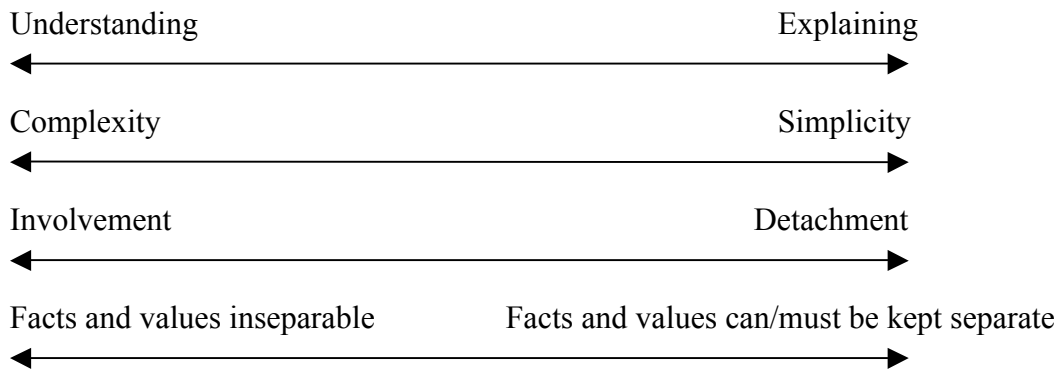 Understanding Explaining
Complexity Simplicity
Involvement Detachment
Facts and values inseparable Facts and values can/must be kept separate